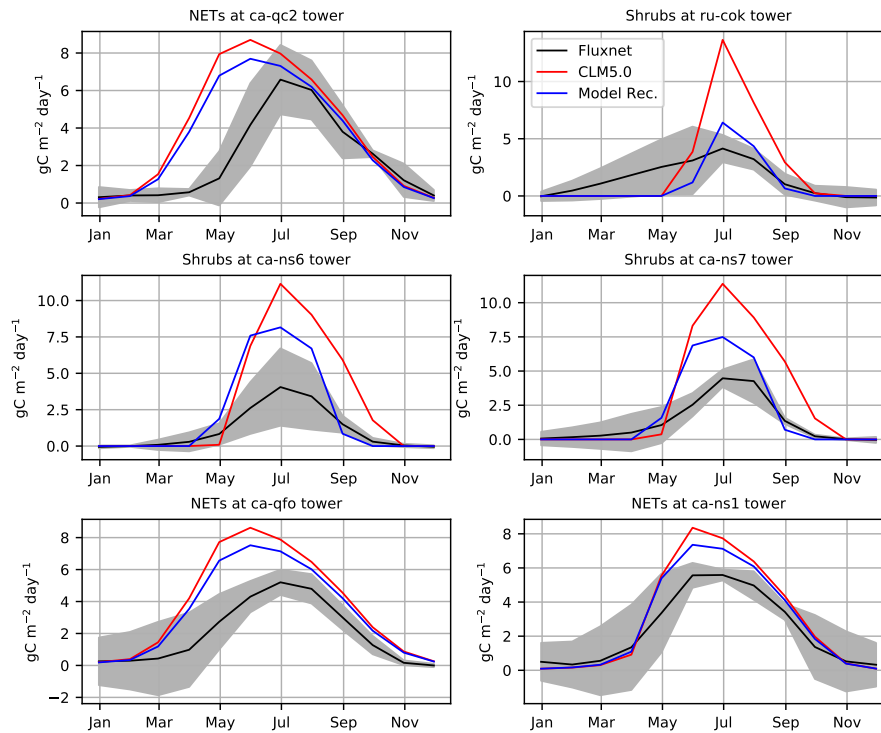 NETs at ca-qc2 tower
gC m⁻² day⁻¹
8
6
4
2
0
Jan Mar May Jul Sep Nov
Shrubs at ru-cok tower
gC m⁻² day⁻¹
10
5
0
Fluxnet
CLM5.0
Model Rec.
Jan Mar May Jul Sep Nov
Shrubs at ca-ns6 tower
gC m⁻² day⁻¹
10.0
7.5
5.0
2.5
0.0
Jan Mar May Jul Sep Nov
Shrubs at ca-ns7 tower
gC m⁻² day⁻¹
10.0
7.5
5.0
2.5
0.0
Jan Mar May Jul Sep Nov
NETs at ca-qfo tower
gC m⁻² day⁻¹
8
6
4
2
0
−2
Jan Mar May Jul Sep Nov
NETs at ca-ns1 tower
gC m⁻² day⁻¹
8
6
4
2
0
Jan Mar May Jul Sep Nov